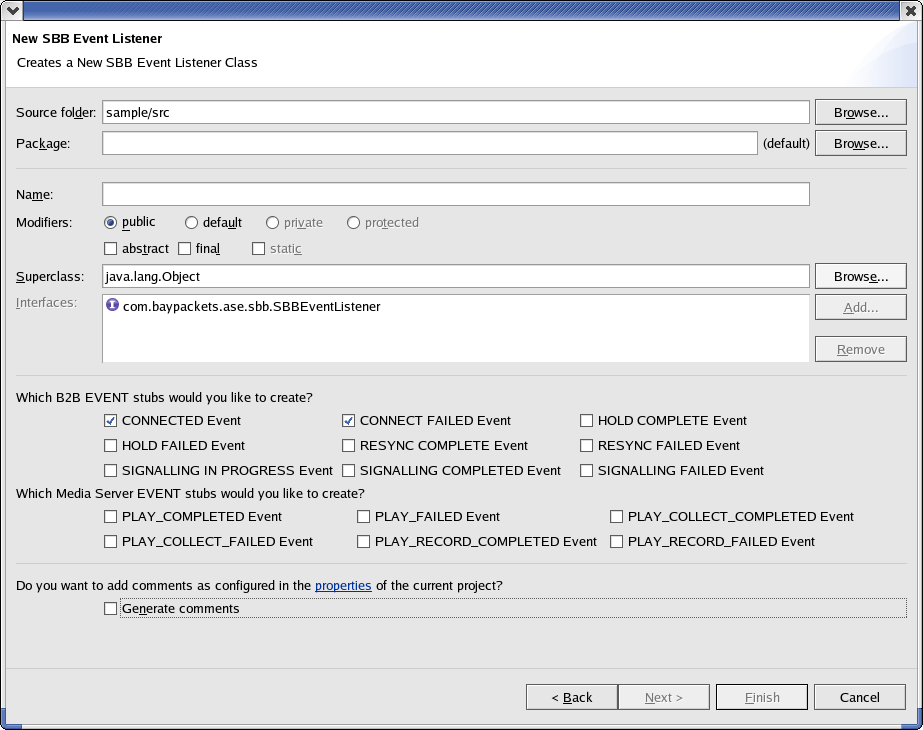 New SBB Event Listener
Creates a New SBB Event Listener Class
Source folder: sample/src Browse...
Package: (default) Browse...
Name:
Modifiers: public default private protected
abstract final static
Superclass: java.lang.Object Browse...
Interfaces: I com.baypackets.ase.sbb.SBBEventListener Add...
Remove
Which B2B EVENT stubs would you like to create?
CONNECTED Event CONNECT FAILED Event HOLD COMPLETE Event
HOLD FAILED Event RESYNC COMPLETE Event RESYNC FAILED Event
SIGNALLING IN PROGRESS Event SIGNALLING COMPLETED Event SIGNALLING FAILED Event
Which Media Server EVENT stubs would you like to create?
PLAY_COMPLETED Event PLAY_FAILED Event PLAY_COLLECT_COMPLETED Event
PLAY_COLLECT_FAILED Event PLAY_RECORD_COMPLETED Event PLAY_RECORD_FAILED Event
Do you want to add comments as configured in the properties of the current project?
Generate comments
< Back Next > Finish Cancel